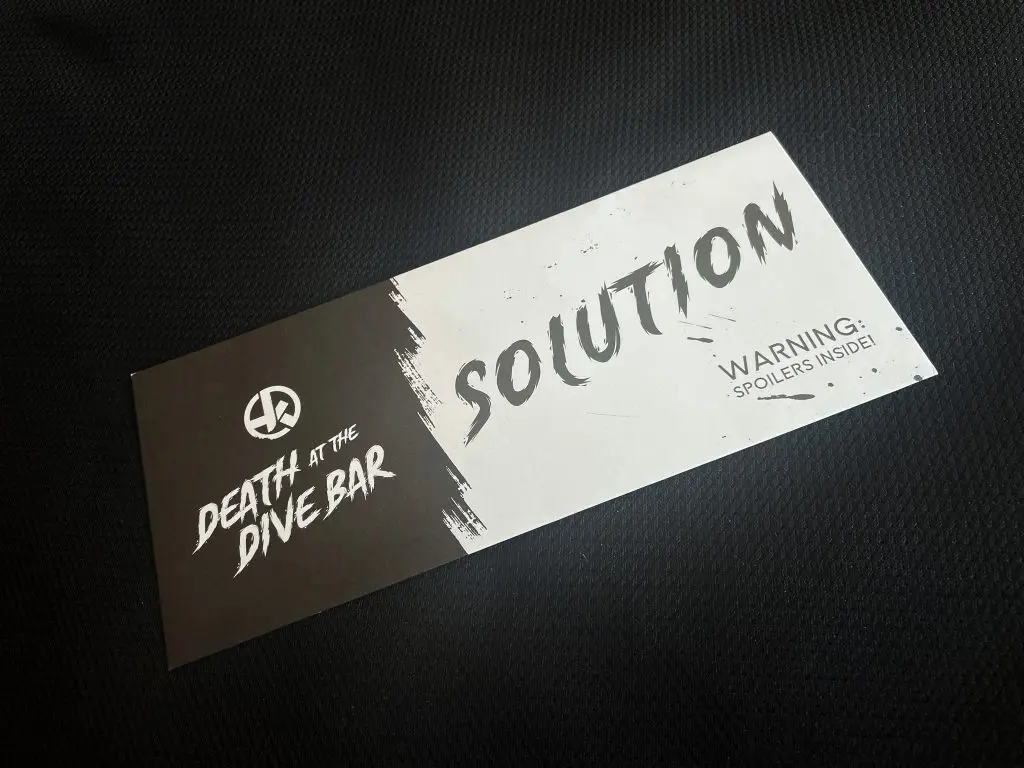 DEATH AT THE
DIVE BAR
SOLUTION
WARNING:
SPOILERS INSIDE!